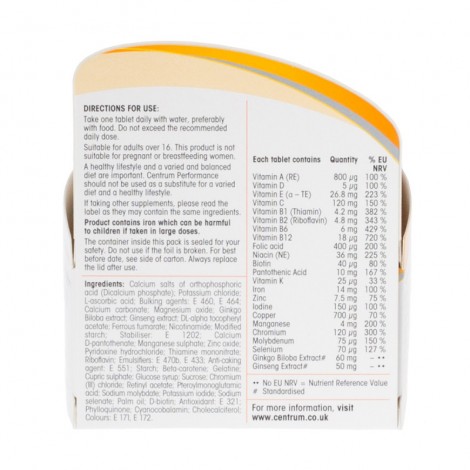 DIRECTIONS FOR USE:
Take one tablet daily with water, preferably
with food. Do not exceed the recommended
daily dose.
Suitable for adults over 16. This product is not
suitable for pregnant or breastfeeding women.
A healthy lifestyle and a varied and balanced
diet are important. Centrum Performance
should not be used as a substitute for a varied
diet and a healthy lifestyle.
If taking other supplements, please read the
label as they may contain the same ingredients.
Product contains iron which can be harmful
to children if taken in large doses.
The container inside this pack is sealed for your
safety. Do not use if the foil is broken. For best
before date, see side of carton. Always replace
the lid after use.
Ingredients: Calcium salts of orthophosphoric
acid (Dicalcium phosphate); Potassium chloride;
L-ascorbic acid; Bulking agents: E 460, E 464;
Calcium carbonate; Magnesium oxide; Ginkgo
Biloba extract; Ginseng extract; DL-alpha tocopherol
acetate; Ferrous fumarate; Nicotinamide; Modified
starch; Stabiliser: E 1202; Calcium
D-pantothenate; Manganese sulphate; Zinc oxide;
Pyridoxine hydrochloride; Thiamine mononitrate;
Riboflavin; Emulsifiers: E 470b, E 433; Anti-caking
agent: E 551; Starch; Beta-carotene; Gelatine;
Cupric sulphate; Glucose syrup; Sucrose; Chromium
(III) chloride; Retinyl acetate; Pteroylmonoglutamic
acid; Sodium molybdate; Potassium iodide; Sodium
selenate; Palm oil; D-biotin; Antioxidant: E 321;
Phylloquinone; Cyanocobalamin; Cholecalciferol;
Colours: E 171, E 172.
Each tablet contains Quantity % EU NRV
Vitamin A (RE) 800 µg 100 %
Vitamin D 5 µg 100 %
Vitamin E (α – TE) 26.8 mg 223 %
Vitamin C 120 mg 150 %
Vitamin B1 (Thiamin) 4.2 mg 382 %
Vitamin B2 (Riboflavin) 4.8 mg 343 %
Vitamin B6 6 mg 429 %
Vitamin B12 18 µg 720 %
Folic acid 400 µg 200 %
Niacin (NE) 36 mg 225 %
Biotin 40 µg 80 %
Pantothenic Acid 10 mg 167 %
Vitamin K 25 µg 33 %
Iron 14 mg 100 %
Zinc 7.5 mg 75 %
Iodine 150 µg 100 %
Copper 700 µg 70 %
Manganese 4 mg 200 %
Chromium 120 µg 300 %
Molybdenum 75 µg 150 %
Selenium 70 µg 127 %
Ginkgo Biloba Extract# 60 mg – ••
Ginseng Extract# 50 mg – ••
•• No EU NRV = Nutrient Reference Value
# Standardised
For more information, visit
www.centrum.co.uk